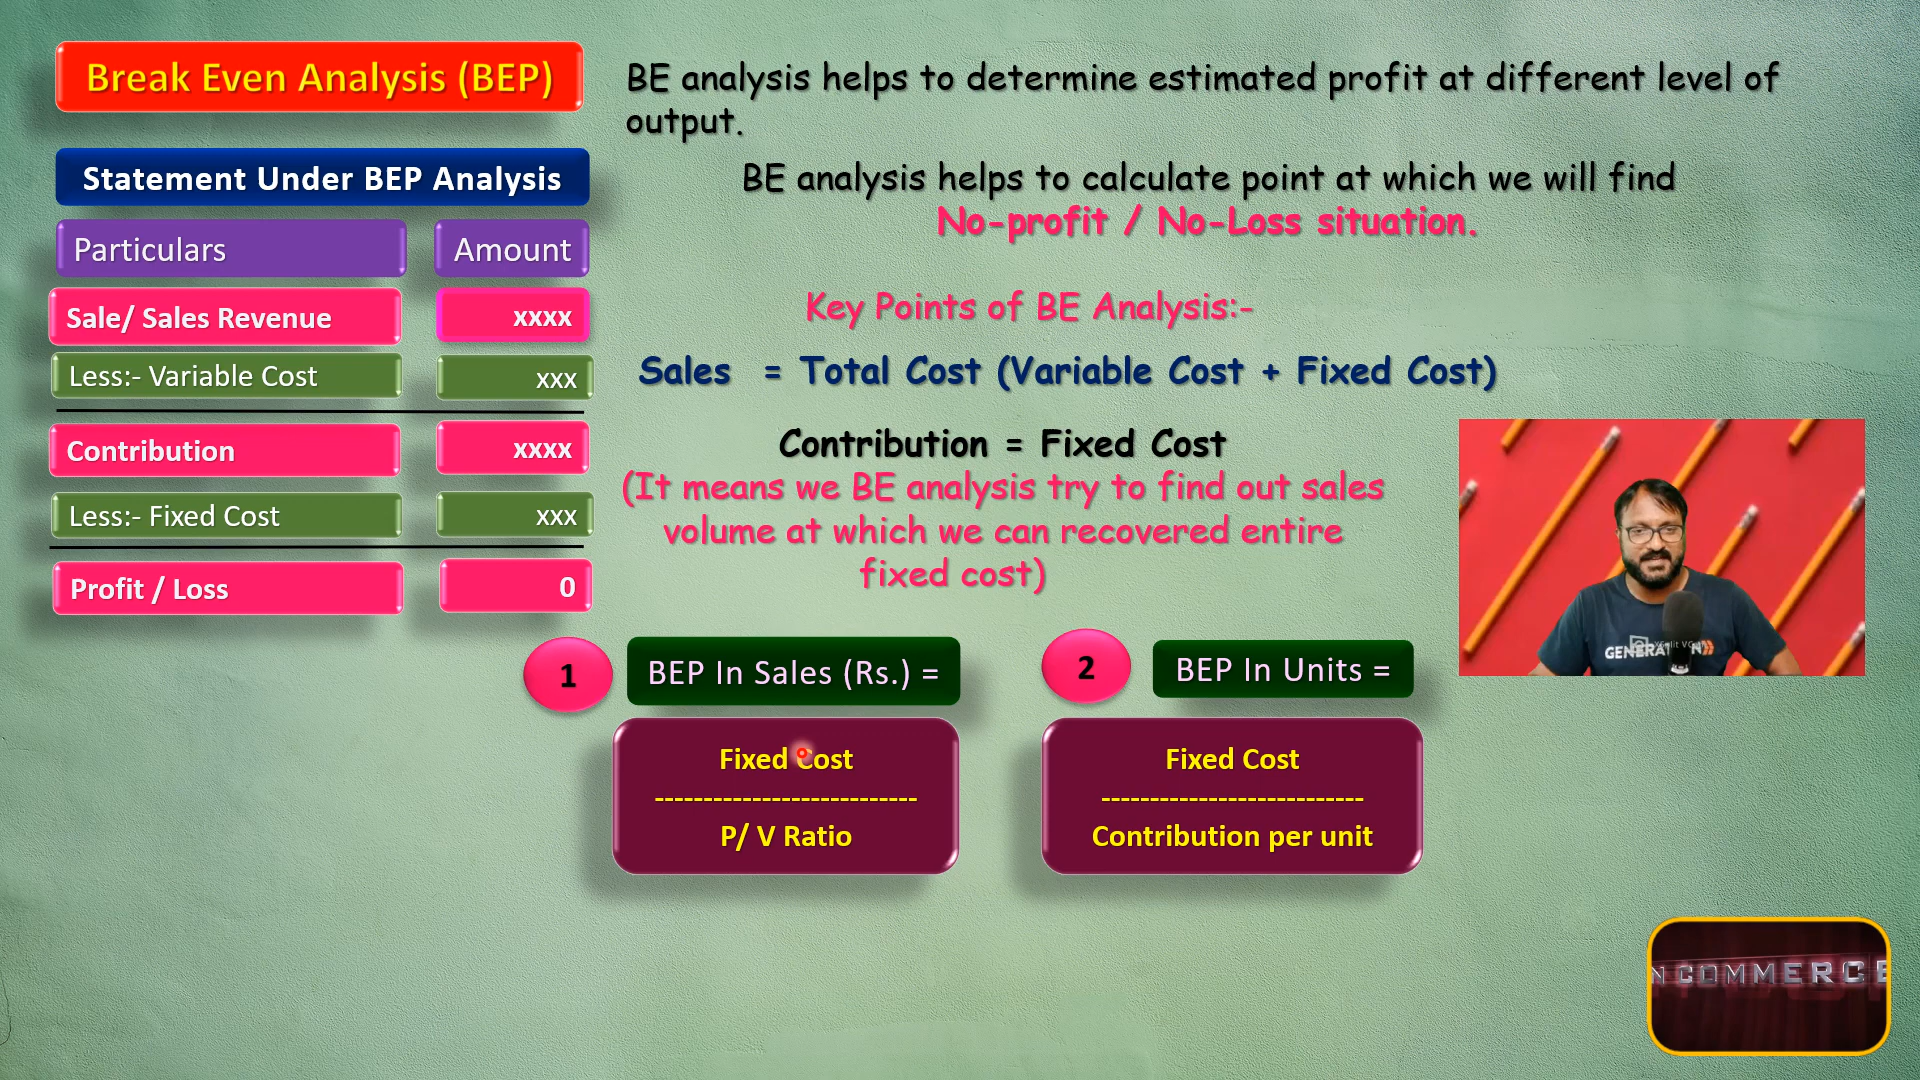 Break Even Analysis (BEP)
Statement Under BEP Analysis
Particulars Amount
Sale/ Sales Revenue xxxx
Less:- Variable Cost xxx
Contribution xxxx
Less:- Fixed Cost xxx
Profit / Loss 0
BE analysis helps to determine estimated profit at different level of
output.
BE analysis helps to calculate point at which we will find
No-profit / No-Loss situation.
Key Points of BE Analysis:-
Sales = Total Cost (Variable Cost + Fixed Cost)
Contribution = Fixed Cost
(It means we BE analysis try to find out sales
volume at which we can recovered entire
fixed cost)
1 BEP In Sales (Rs.) =
Fixed Cost
---------------------------
P/ V Ratio
2 BEP In Units =
Fixed Cost
---------------------------
Contribution per unit
N COMMERCE